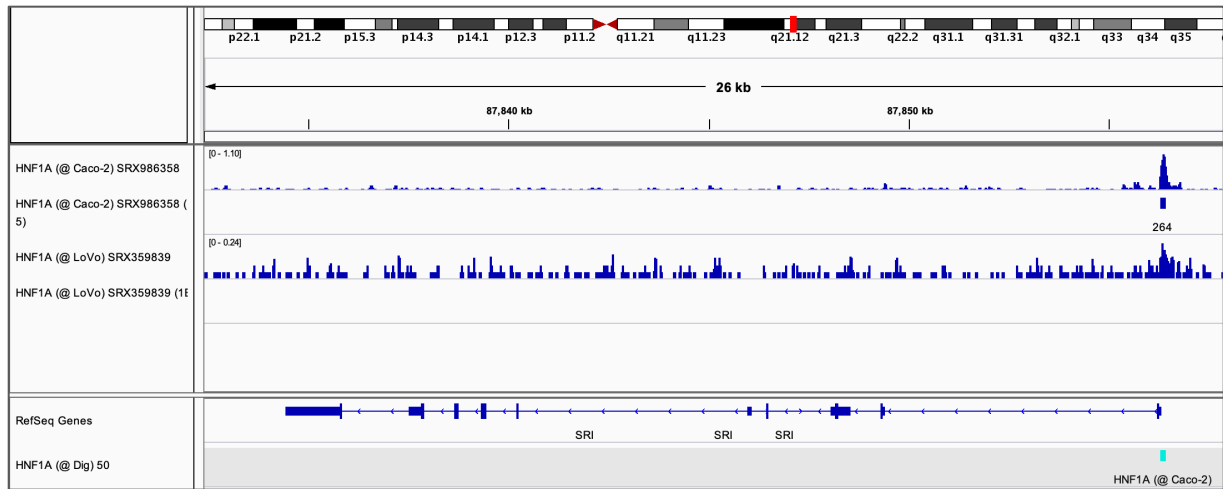 p22.1 p21.2 p15.3 p14.3 p14.1 p12.3 p11.2 q11.21 q11.23 q21.12 q21.3 q22.2 q31.1 q31.31 q32.1 q33 q34 q35
26 kb
87,840 kb 87,850 kb
[0 - 1.10]
HNF1A (@ Caco-2) SRX986358
HNF1A (@ Caco-2) SRX986358 (
5)
264
[0 - 0.24]
HNF1A (@ LoVo) SRX359839
HNF1A (@ LoVo) SRX359839 (1E
RefSeq Genes
SRI SRI SRI
HNF1A (@ Dig) 50
HNF1A (@ Caco-2)